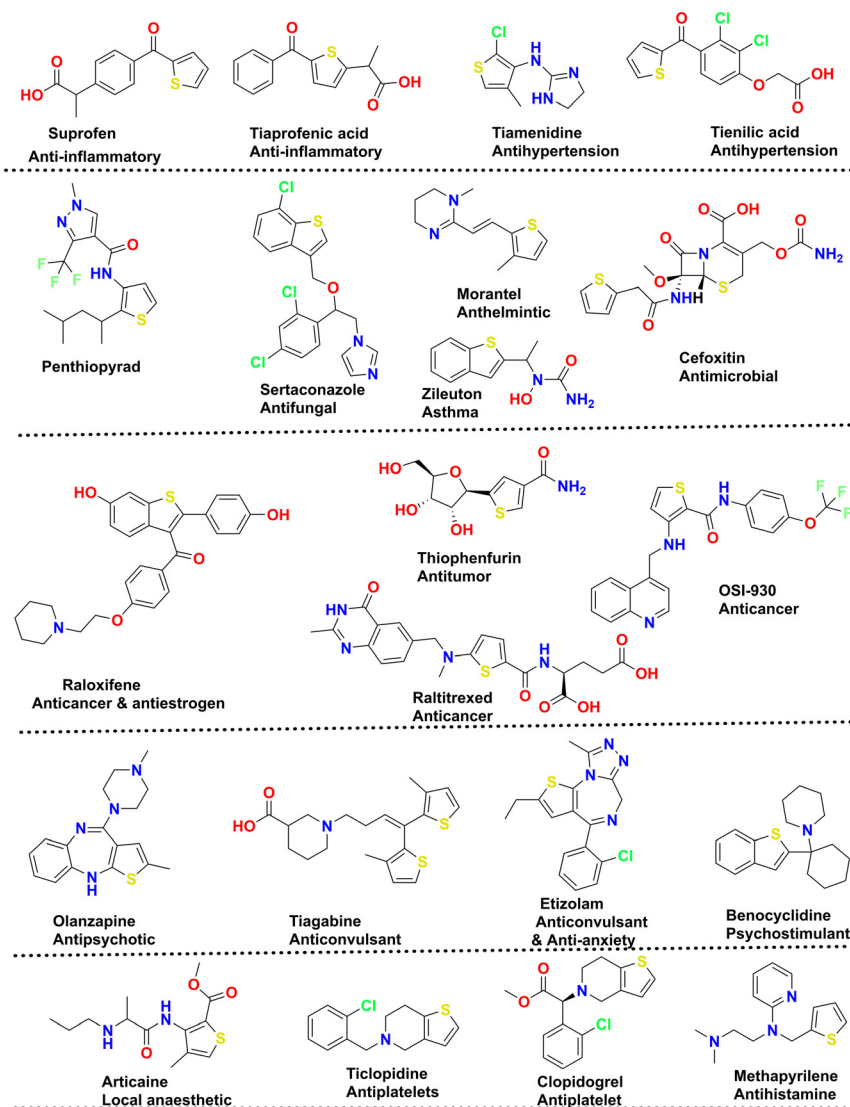 Suprofen
Anti-inflammatory
Tiaprofenic acid
Anti-inflammatory
Tiamenidine
Antihypertension
Tienilic acid
Antihypertension
Penthiopyrad
Sertaconazole
Antifungal
Morantel
Anthelmintic
Zileuton
Asthma
Cefoxitin
Antimicrobial
Raloxifene
Anticancer & antiestrogen
Thiophenfurin
Antitumor
Raltitrexed
Anticancer
OSI-930
Anticancer
Olanzapine
Antipsychotic
Tiagabine
Anticonvulsant
Etizolam
Anticonvulsant
& Anti-anxiety
Benocyclidine
Psychostimulant
Articaine
Local anaesthetic
Ticlopidine
Antiplatelets
Clopidogrel
Antiplatelet
Methapyrilene
Antihistamine